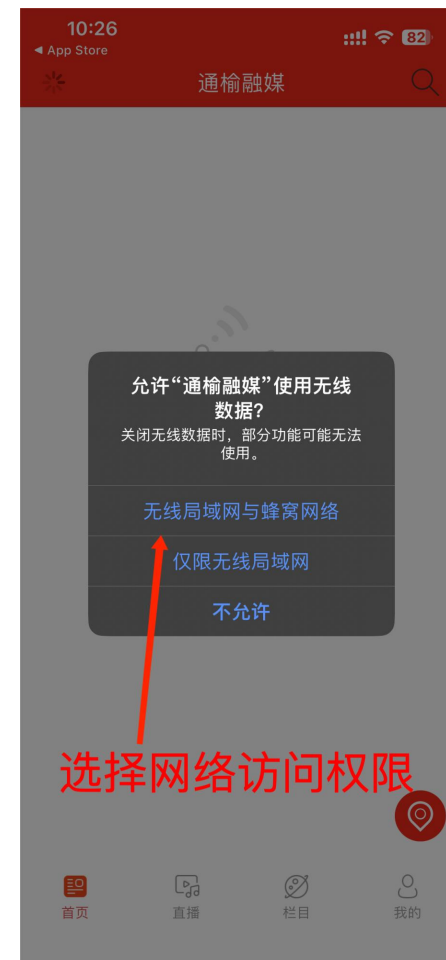 10:26
82
◀ App Store
通榆融媒
允许“通榆融媒”使用无线
数据?
关闭无线数据时，部分功能可能无法
使用。
无线局域网与蜂窝网络
仅限无线局域网
不允许
选择网络访问权限
首页
直播
栏目
我的